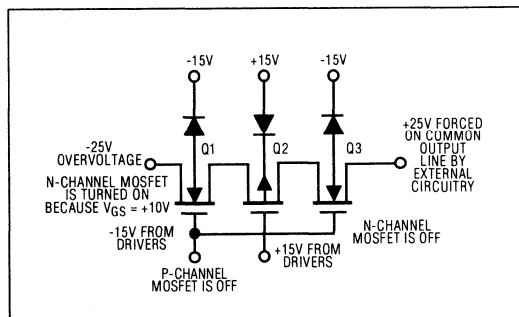 -15V
+15V
-15V
-25V
OVERVOLTAGE
Q1
Q2
Q3
+25V FORCED
ON COMMON
OUTPUT
LINE BY
EXTERNAL
CIRCUITRY
N-CHANNEL MOSFET
IS TURNED ON
BECAUSE VGS = +10V
-15V FROM
DRIVERS
+15V FROM
DRIVERS
N-CHANNEL
MOSFET IS OFF
P-CHANNEL
MOSFET IS OFF